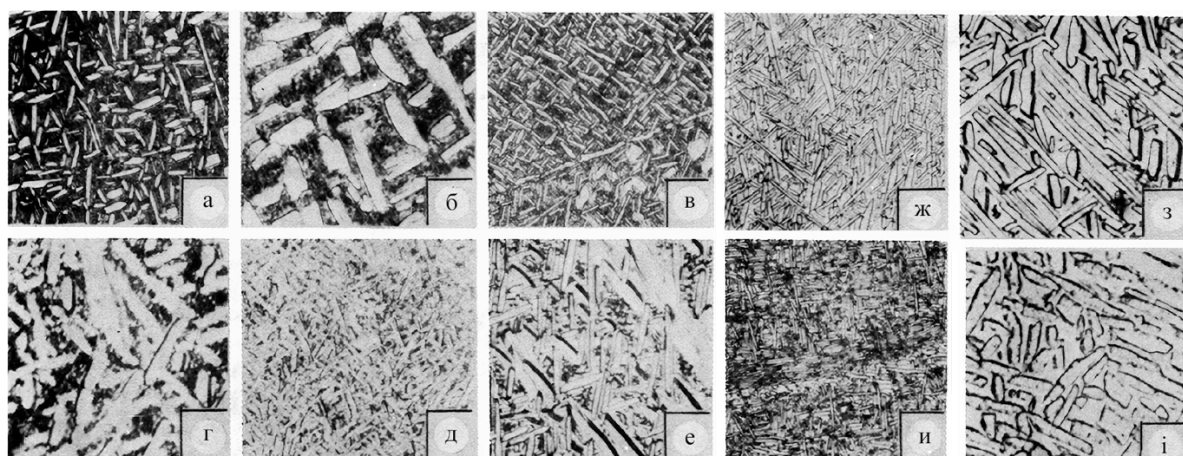 а б в ж з
г д е и і